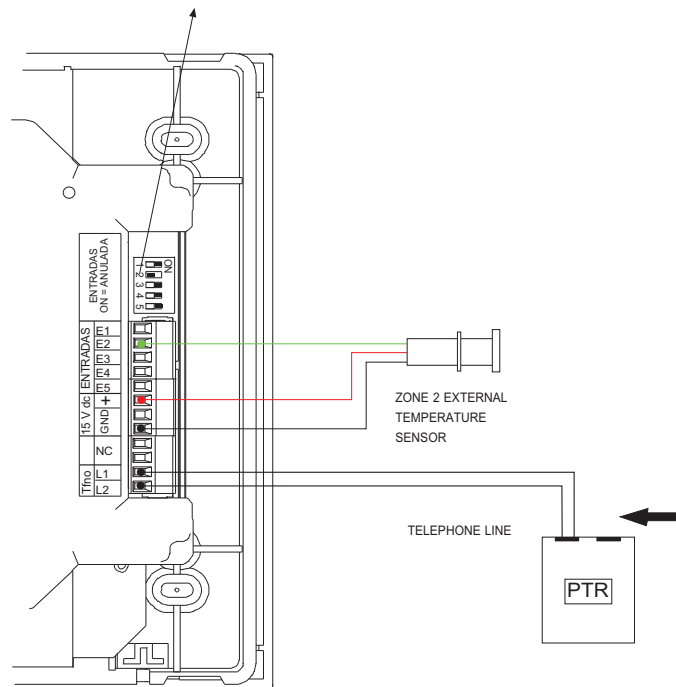 ENTRADAS
ON = ANULADA
ON
1
2
3
4
5
ENTRADAS
E1
E2
E3
E4
E5
15 V dc
+
GND
NC
Tfno
L1
L2
ZONE 2 EXTERNAL
TEMPERATURE
SENSOR
TELEPHONE LINE
PTR